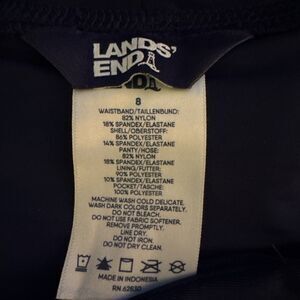 LANDS'
END
8
WAISTBAND/TAILLENBUND:
82% NYLON
18% SPANDEX/ELASTANE
SHELL/OBERSTOFF:
86% POLYESTER
14% SPANDEX/ELASTANE
PANTY/HOSE:
82% NYLON
18% SPANDEX/ELASTANE
LINING/FUTTER:
90% POLYESTER
10% SPANDEX/ELASTANE
POCKET/TASCHE:
100% POLYESTER
MACHINE WASH COLD DELICATE.
WASH DARK COLORS SEPARATELY.
DO NOT BLEACH.
DO NOT USE FABRIC SOFTENER.
REMOVE PROMPTLY.
LINE DRY.
DO NOT IRON.
DO NOT DRY CLEAN.
MADE IN INDONESIA
RN 62830